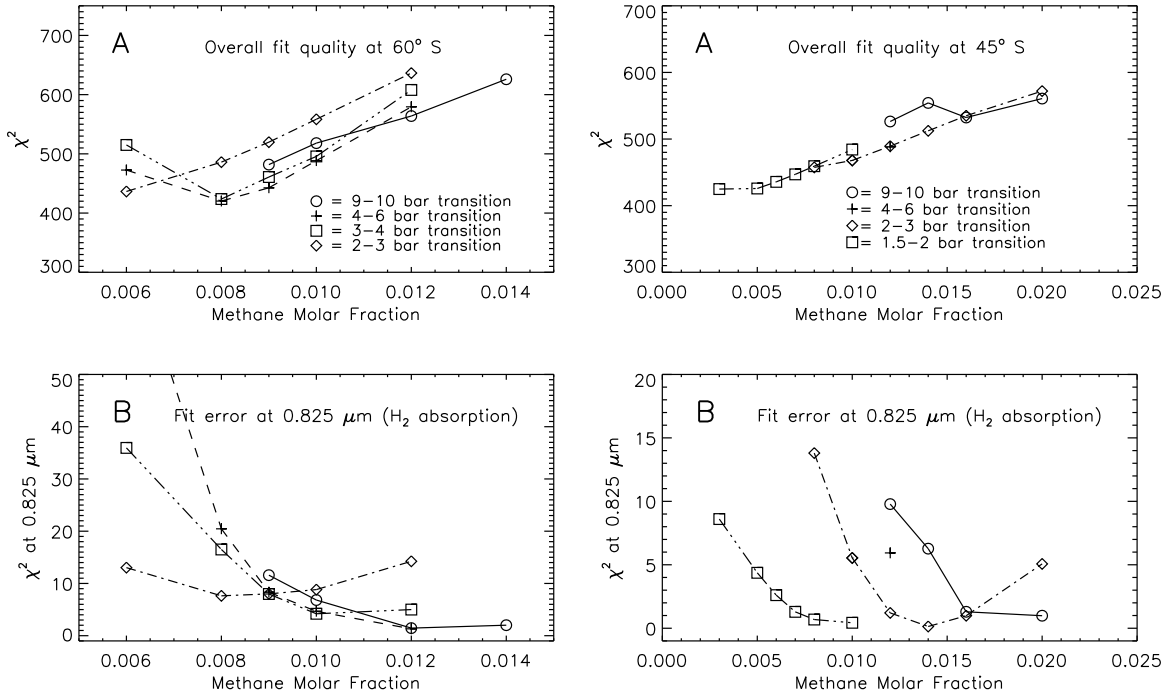 A
Overall fit quality at 60° S
χ²
700
600
500
400
300
○ = 9–10 bar transition
+ = 4–6 bar transition
□ = 3–4 bar transition
◇ = 2–3 bar transition
0.006 0.008 0.010 0.012 0.014
Methane Molar Fraction
A
Overall fit quality at 45° S
χ²
700
600
500
400
300
○ = 9–10 bar transition
+ = 4–6 bar transition
◇ = 2–3 bar transition
□ = 1.5–2 bar transition
0.000 0.005 0.010 0.015 0.020 0.025
Methane Molar Fraction
B
Fit error at 0.825 μm (H₂ absorption)
χ² at 0.825 μm
50
40
30
20
10
0
0.006 0.008 0.010 0.012 0.014
Methane Molar Fraction
B
Fit error at 0.825 μm (H₂ absorption)
χ² at 0.825 μm
20
15
10
5
0
0.000 0.005 0.010 0.015 0.020 0.025
Methane Molar Fraction